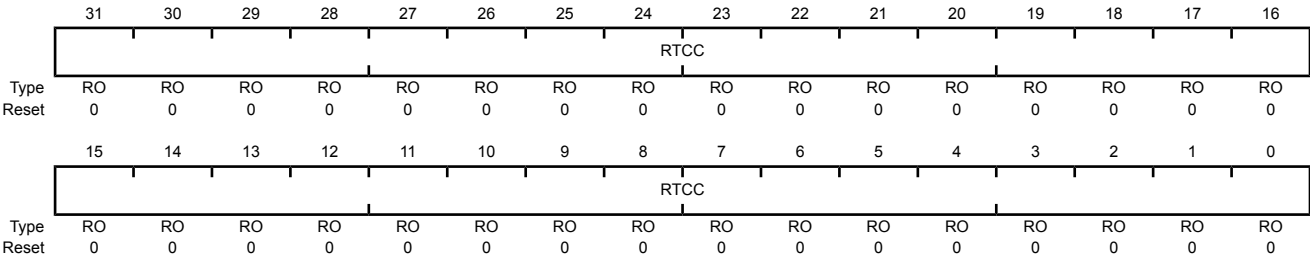 31 30 29 28 27 26 25 24 23 22 21 20 19 18 17 16
RTCC
Type RO RO RO RO RO RO RO RO RO RO RO RO RO RO RO RO
Reset 0 0 0 0 0 0 0 0 0 0 0 0 0 0 0 0
15 14 13 12 11 10 9 8 7 6 5 4 3 2 1 0
RTCC
Type RO RO RO RO RO RO RO RO RO RO RO RO RO RO RO RO
Reset 0 0 0 0 0 0 0 0 0 0 0 0 0 0 0 0